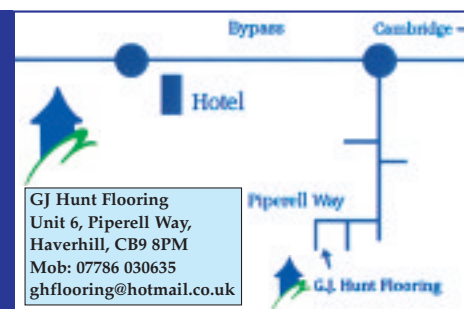 Bypass
Cambridge
Hotel
GJ Hunt Flooring
Unit 6, Piperell Way,
Haverhill, CB9 8PM
Mob: 07786 030635
ghflooring@hotmail.co.uk
Piperell Way
G.J. Hunt Flooring